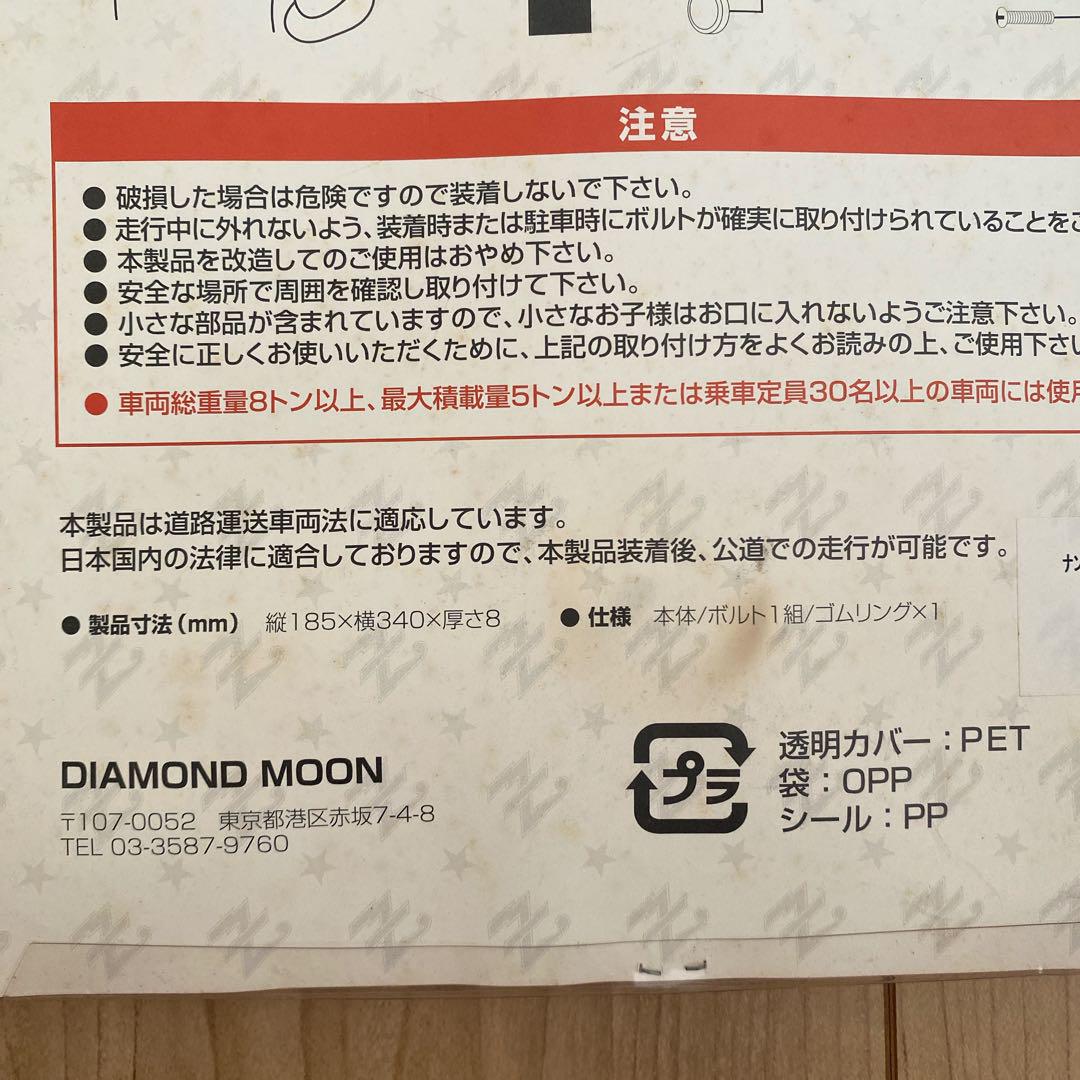 注意
● 破損した場合は危険ですので装着しないで下さい。
● 走行中に外れないよう、装着時または駐車時にボルトが確実に取り付けられていることをご
● 本製品を改造してのご使用はおやめ下さい。
● 安全な場所で周囲を確認し取り付けて下さい。
● 小さな部品が含まれていますので、小さなお子様はお口に入れないようご注意下さい。
● 安全に正しくお使いいただくために、上記の取り付け方をよくお読みの上、ご使用下さい
● 車両総重量8トン以上、最大積載量5トン以上または乗車定員30名以上の車両には使用
本製品は道路運送車両法に適応しています。
日本国内の法律に適合しておりますので、本製品装着後、公道での走行が可能です。
ナン
● 製品寸法(mm) 縦185×横340×厚さ8 ● 仕様 本体/ボルト1組/ゴムリング×1
DIAMOND MOON
〒107-0052 東京都港区赤坂7-4-8
TEL 03-3587-9760
プラ
透明カバー:PET
袋:OPP
シール:PP